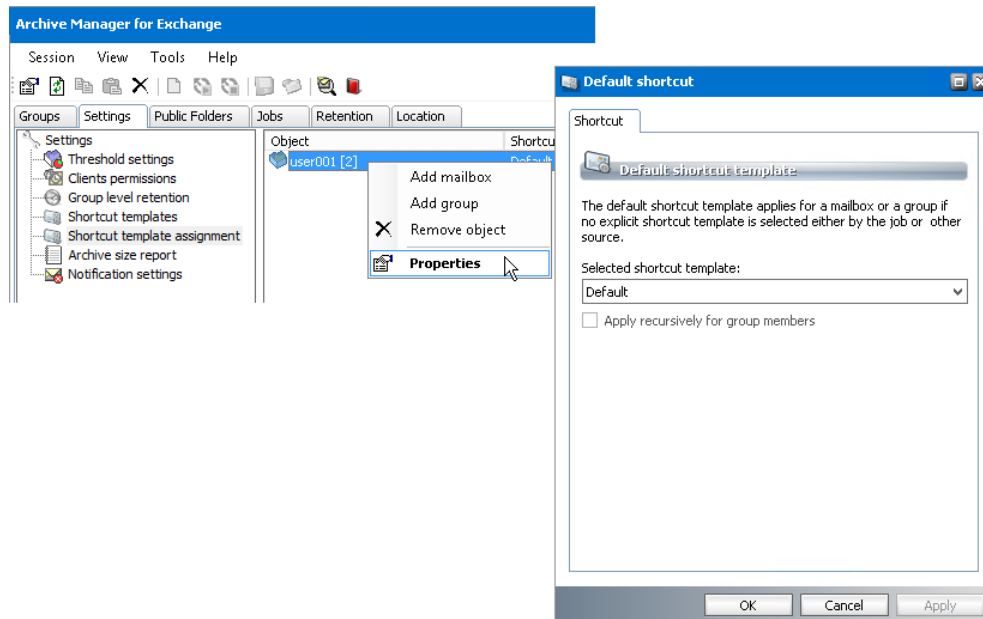 Archive Manager for Exchange
Session View Tools Help
Groups Settings Public Folders Jobs Retention Location
Settings
Threshold settings
Clients permissions
Group level retention
Shortcut templates
Shortcut template assignment
Archive size report
Notification settings
Object Shortcu
user001 [2] Default
Add mailbox
Add group
Remove object
Properties
Default shortcut
Shortcut
Default shortcut template
The default shortcut template applies for a mailbox or a group if
no explicit shortcut template is selected either by the job or other
source.
Selected shortcut template:
Default
Apply recursively for group members
OK Cancel Apply